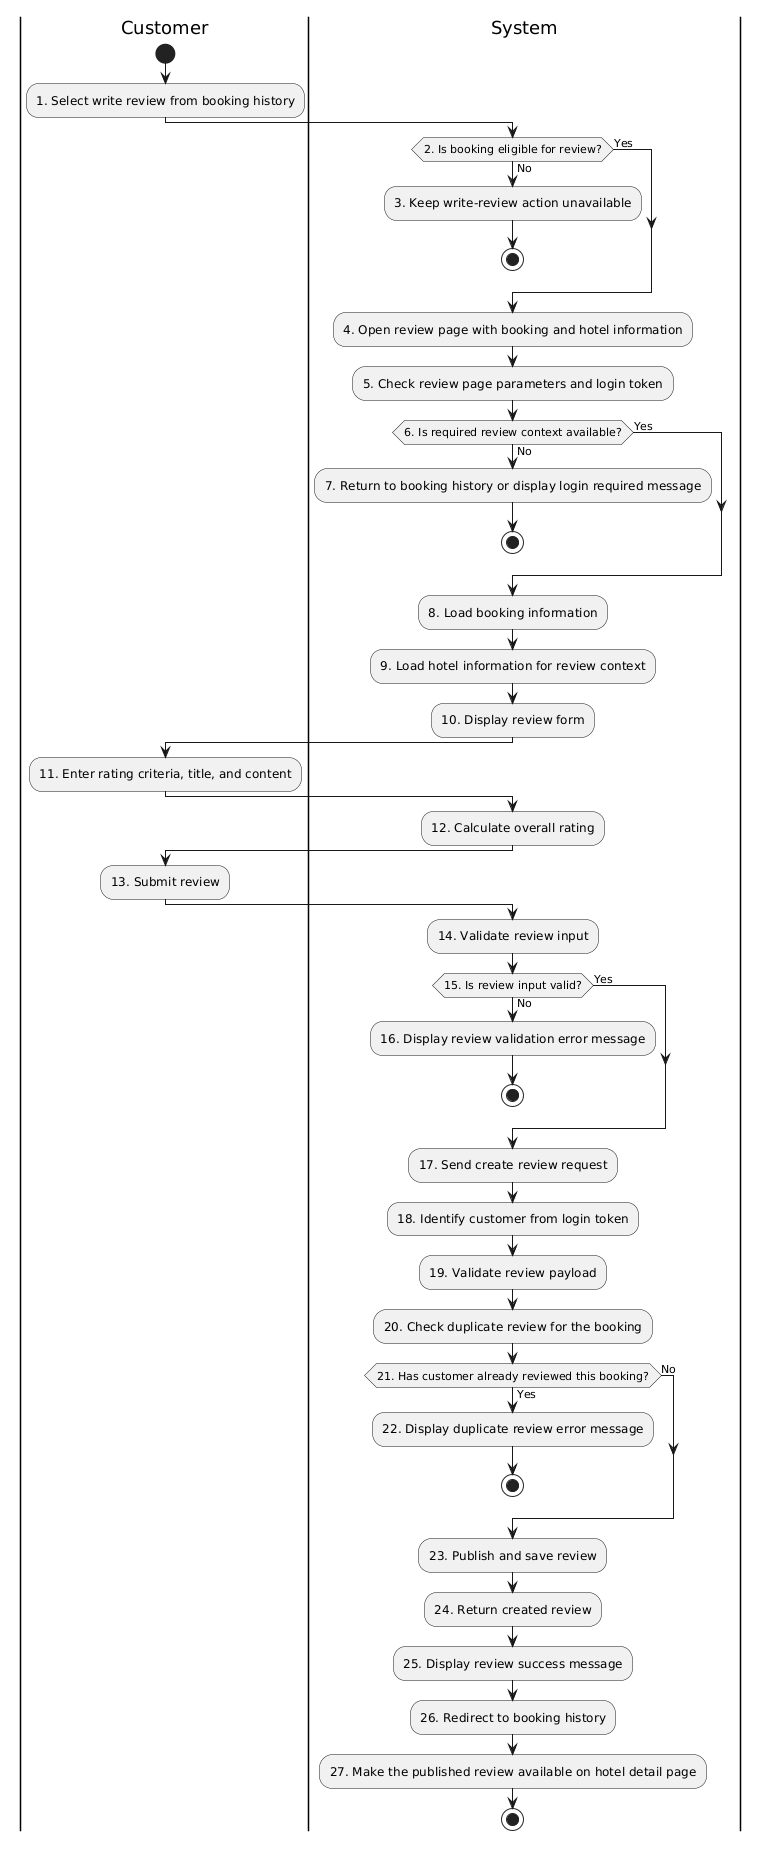 Customer
System
1. Select write review from booking history
2. Is booking eligible for review?
Yes
No
3. Keep write-review action unavailable
4. Open review page with booking and hotel information
5. Check review page parameters and login token
6. Is required review context available?
Yes
No
7. Return to booking history or display login required message
8. Load booking information
9. Load hotel information for review context
10. Display review form
11. Enter rating criteria, title, and content
12. Calculate overall rating
13. Submit review
14. Validate review input
15. Is review input valid?
Yes
No
16. Display review validation error message
17. Send create review request
18. Identify customer from login token
19. Validate review payload
20. Check duplicate review for the booking
21. Has customer already reviewed this booking?
No
Yes
22. Display duplicate review error message
23. Publish and save review
24. Return created review
25. Display review success message
26. Redirect to booking history
27. Make the published review available on hotel detail page